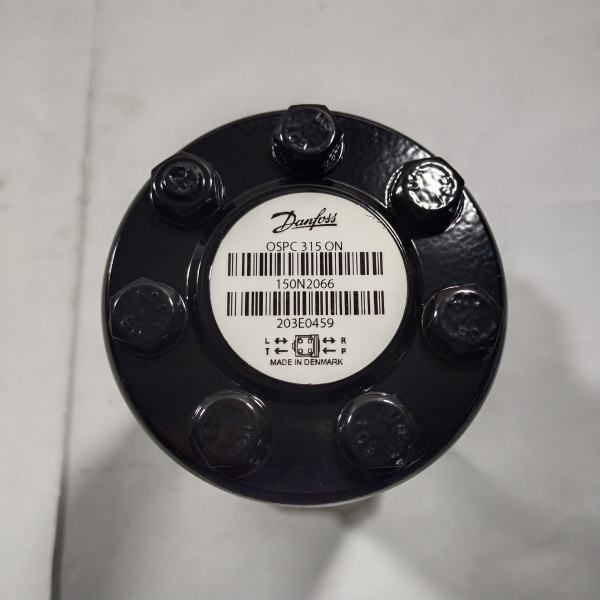 Danfoss
OSPC 315 ON
150N2066
203E0459
L R
T P
MADE IN DENMARK